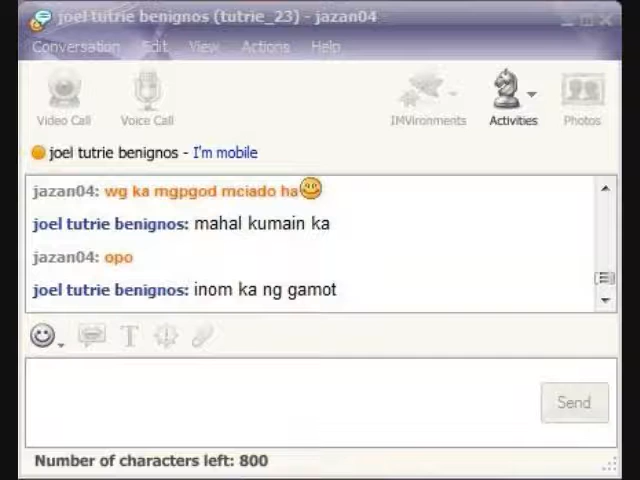 joel tutrie benignos (tutrie_23) - jazan04
Conversation Edit View Actions Help
Video Call Voice Call IMVironments Activities Photos
joel tutrie benignos - I'm mobile
jazan04: wg ka mgpgod mciado ha
joel tutrie benignos: mahal kumain ka
jazan04: opo
joel tutrie benignos: inom ka ng gamot
Send
Number of characters left: 800